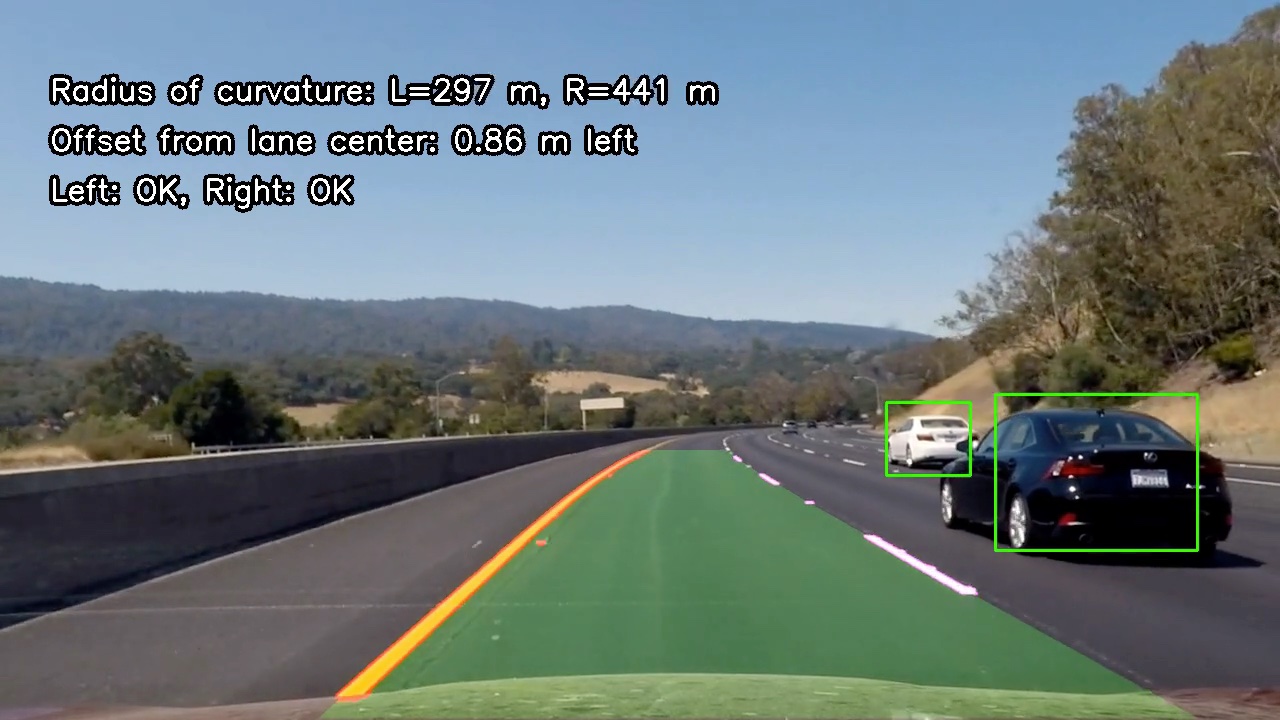 Radius of curvature: L=297 m, R=441 m
Offset from lane center: 0.86 m left
Left: OK, Right: OK